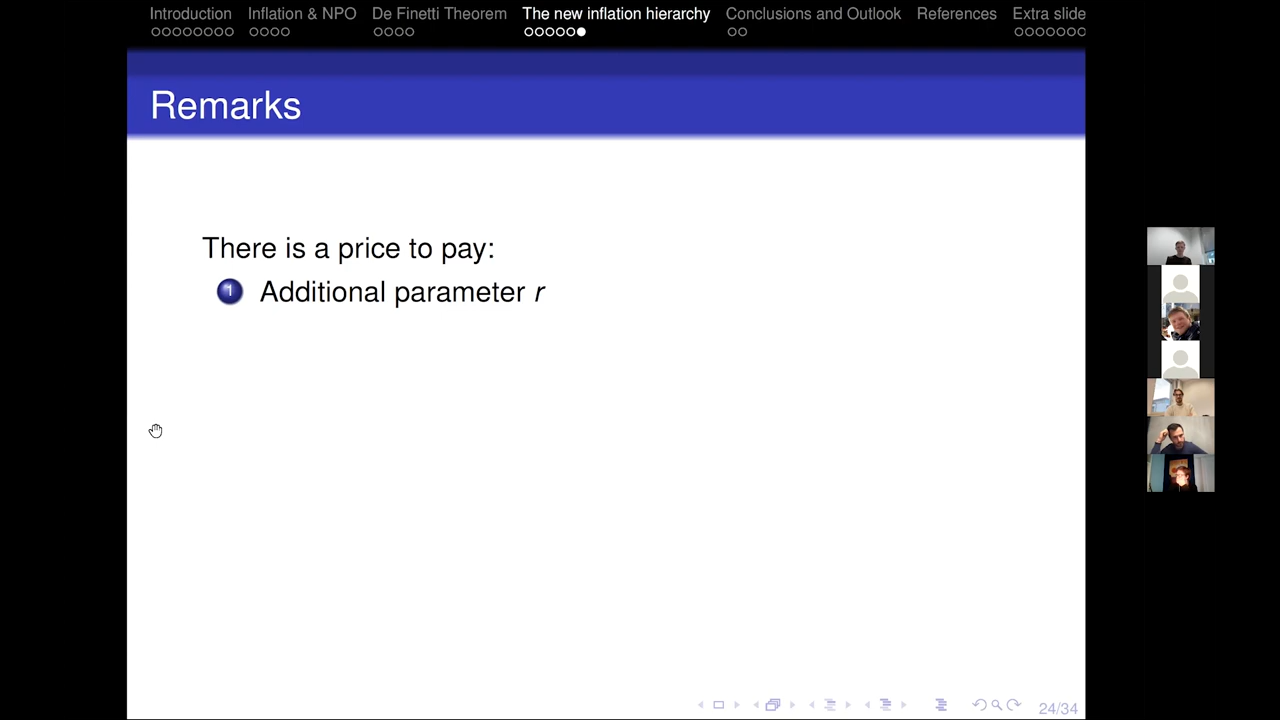 Introduction Inflation & NPO De Finetti Theorem The new inflation hierarchy Conclusions and Outlook References Extra slide
Remarks
There is a price to pay:
1 Additional parameter r
24/34